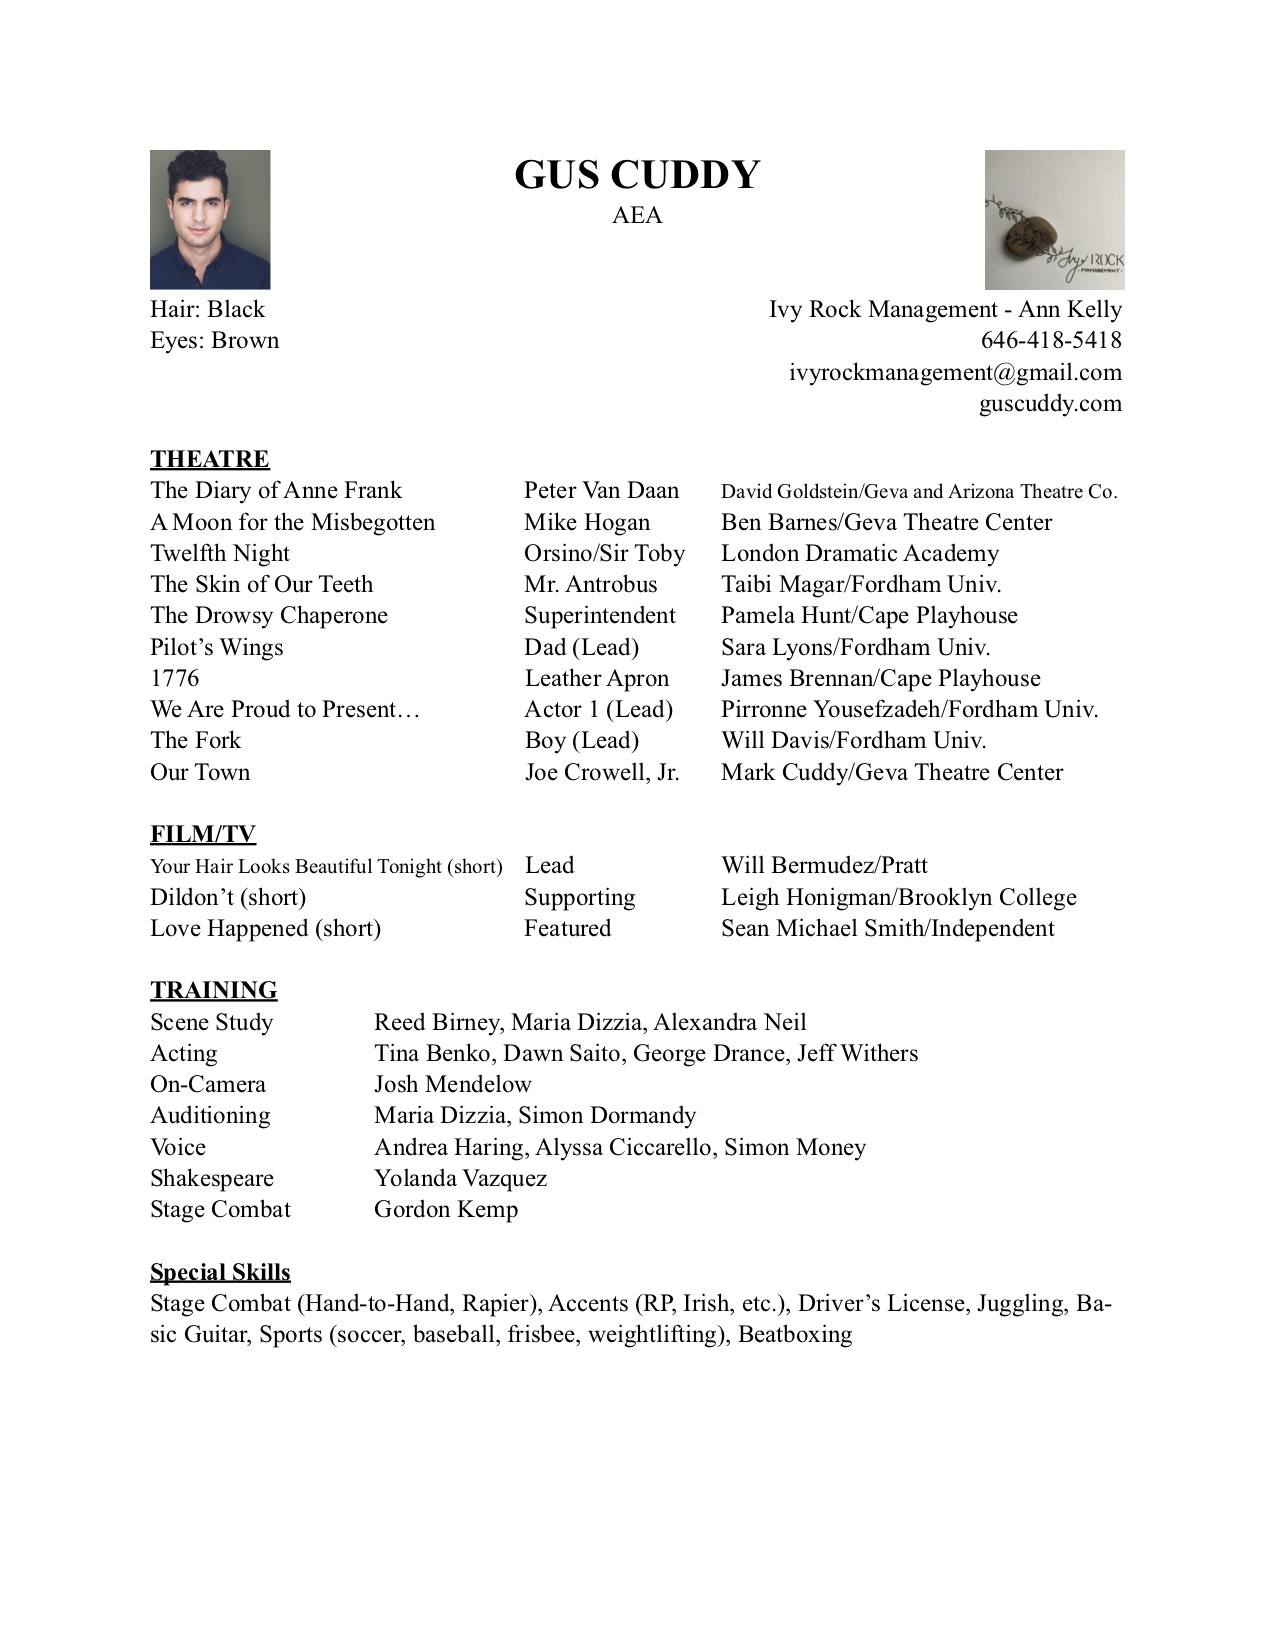 GUS CUDDY
AEA
Ivy ROCK
- MANAGEMENT -
Hair: Black
Eyes: Brown
Ivy Rock Management - Ann Kelly
646-418-5418
ivyrockmanagement@gmail.com
guscuddy.com
THEATRE
The Diary of Anne Frank Peter Van Daan David Goldstein/Geva and Arizona Theatre Co.
A Moon for the Misbegotten Mike Hogan Ben Barnes/Geva Theatre Center
Twelfth Night Orsino/Sir Toby London Dramatic Academy
The Skin of Our Teeth Mr. Antrobus Taibi Magar/Fordham Univ.
The Drowsy Chaperone Superintendent Pamela Hunt/Cape Playhouse
Pilot’s Wings Dad (Lead) Sara Lyons/Fordham Univ.
1776 Leather Apron James Brennan/Cape Playhouse
We Are Proud to Present… Actor 1 (Lead) Pirronne Yousefzadeh/Fordham Univ.
The Fork Boy (Lead) Will Davis/Fordham Univ.
Our Town Joe Crowell, Jr. Mark Cuddy/Geva Theatre Center
FILM/TV
Your Hair Looks Beautiful Tonight (short) Lead Will Bermudez/Pratt
Dildon’t (short) Supporting Leigh Honigman/Brooklyn College
Love Happened (short) Featured Sean Michael Smith/Independent
TRAINING
Scene Study Reed Birney, Maria Dizzia, Alexandra Neil
Acting Tina Benko, Dawn Saito, George Drance, Jeff Withers
On-Camera Josh Mendelow
Auditioning Maria Dizzia, Simon Dormandy
Voice Andrea Haring, Alyssa Ciccarello, Simon Money
Shakespeare Yolanda Vazquez
Stage Combat Gordon Kemp
Special Skills
Stage Combat (Hand-to-Hand, Rapier), Accents (RP, Irish, etc.), Driver’s License, Juggling, Ba-
sic Guitar, Sports (soccer, baseball, frisbee, weightlifting), Beatboxing